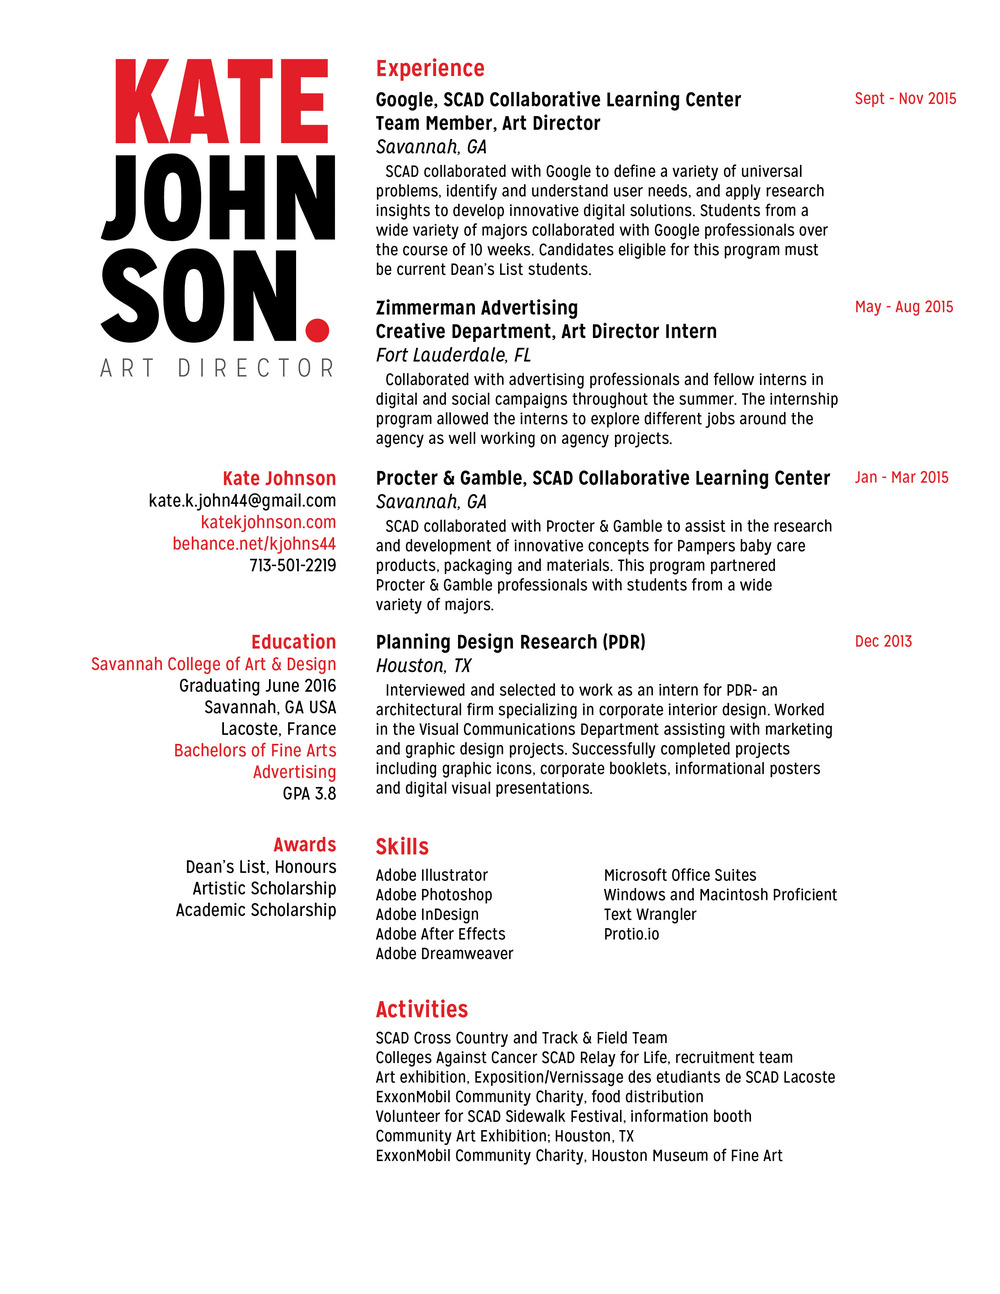 KATE
JOHN
SON.
ART DIRECTOR
Kate Johnson
kate.k.john44@gmail.com
katekjohnson.com
behance.net/kjohns44
713-501-2219
Education
Savannah College of Art & Design
Graduating June 2016
Savannah, GA USA
Lacoste, France
Bachelors of Fine Arts
Advertising
GPA 3.8
Awards
Dean's List, Honours
Artistic Scholarship
Academic Scholarship
Experience
Google, SCAD Collaborative Learning Center Sept - Nov 2015
Team Member, Art Director
Savannah, GA
SCAD collaborated with Google to define a variety of universal
problems, identify and understand user needs, and apply research
insights to develop innovative digital solutions. Students from a
wide variety of majors collaborated with Google professionals over
the course of 10 weeks. Candidates eligible for this program must
be current Dean's List students.
Zimmerman Advertising May - Aug 2015
Creative Department, Art Director Intern
Fort Lauderdale, FL
Collaborated with advertising professionals and fellow interns in
digital and social campaigns throughout the summer. The internship
program allowed the interns to explore different jobs around the
agency as well working on agency projects.
Procter & Gamble, SCAD Collaborative Learning Center Jan - Mar 2015
Savannah, GA
SCAD collaborated with Procter & Gamble to assist in the research
and development of innovative concepts for Pampers baby care
products, packaging and materials. This program partnered
Procter & Gamble professionals with students from a wide
variety of majors.
Planning Design Research (PDR) Dec 2013
Houston, TX
Interviewed and selected to work as an intern for PDR- an
architectural firm specializing in corporate interior design. Worked
in the Visual Communications Department assisting with marketing
and graphic design projects. Successfully completed projects
including graphic icons, corporate booklets, informational posters
and digital visual presentations.
Skills
Adobe Illustrator
Adobe Photoshop
Adobe InDesign
Adobe After Effects
Adobe Dreamweaver
Microsoft Office Suites
Windows and Macintosh Proficient
Text Wrangler
Protio.io
Activities
SCAD Cross Country and Track & Field Team
Colleges Against Cancer SCAD Relay for Life, recruitment team
Art exhibition, Exposition/Vernissage des etudiants de SCAD Lacoste
ExxonMobil Community Charity, food distribution
Volunteer for SCAD Sidewalk Festival, information booth
Community Art Exhibition; Houston, TX
ExxonMobil Community Charity, Houston Museum of Fine Art